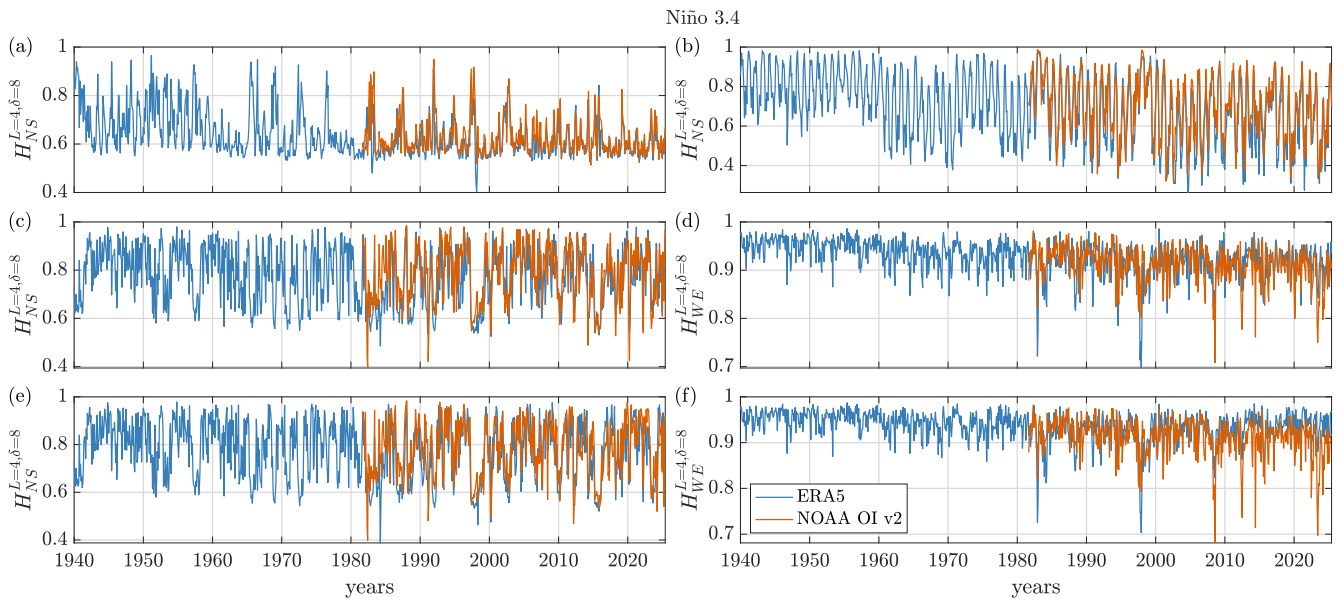 Niño 3.4
(a)
1
0.8
0.6
0.4
H_{NS}^{L=4,δ=8}
(b)
1
0.8
0.6
0.4
H_{NS}^{L=4,δ=8}
(c)
1
0.8
0.6
0.4
H_{NS}^{L=4,δ=8}
(d)
1
0.9
0.8
0.7
H_{WE}^{L=4,δ=8}
(e)
1
0.8
0.6
0.4
H_{NS}^{L=4,δ=8}
1940 1950 1960 1970 1980 1990 2000 2010 2020
years
(f)
1
0.9
0.8
0.7
H_{WE}^{L=4,δ=8}
ERA5
NOAA OI v2
1940 1950 1960 1970 1980 1990 2000 2010 2020
years